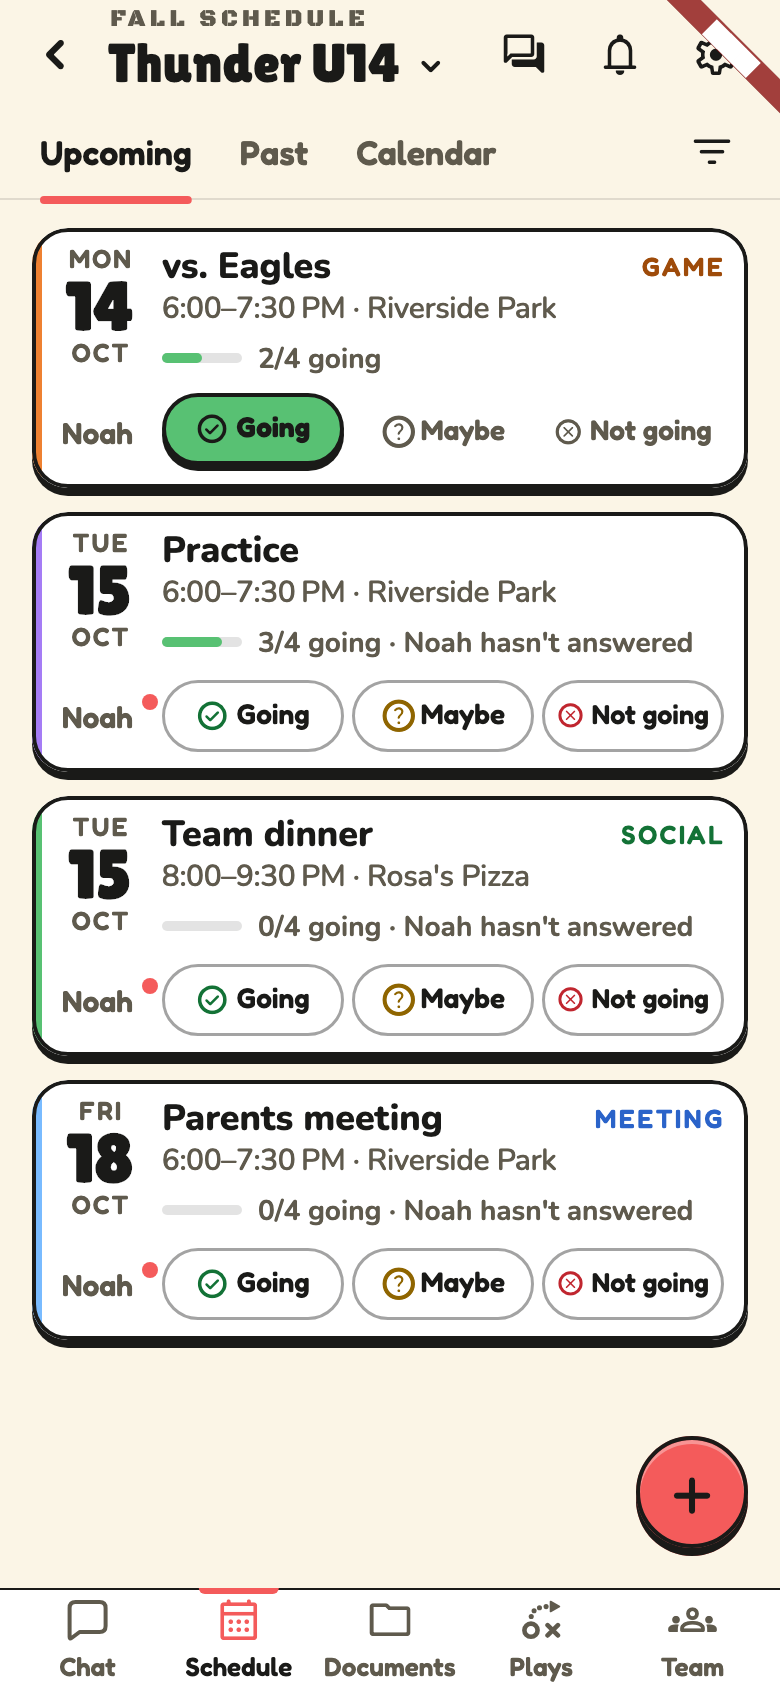 FALL SCHEDULE
Thunder U14
Upcoming Past Calendar
MON 14 OCT
vs. Eagles GAME
6:00–7:30 PM · Riverside Park
2/4 going
Noah Going Maybe Not going
TUE 15 OCT
Practice
6:00–7:30 PM · Riverside Park
3/4 going · Noah hasn't answered
Noah Going Maybe Not going
TUE 15 OCT
Team dinner SOCIAL
8:00–9:30 PM · Rosa's Pizza
0/4 going · Noah hasn't answered
Noah Going Maybe Not going
FRI 18 OCT
Parents meeting MEETING
6:00–7:30 PM · Riverside Park
0/4 going · Noah hasn't answered
Noah Going Maybe Not going
Chat Schedule Documents Plays Team